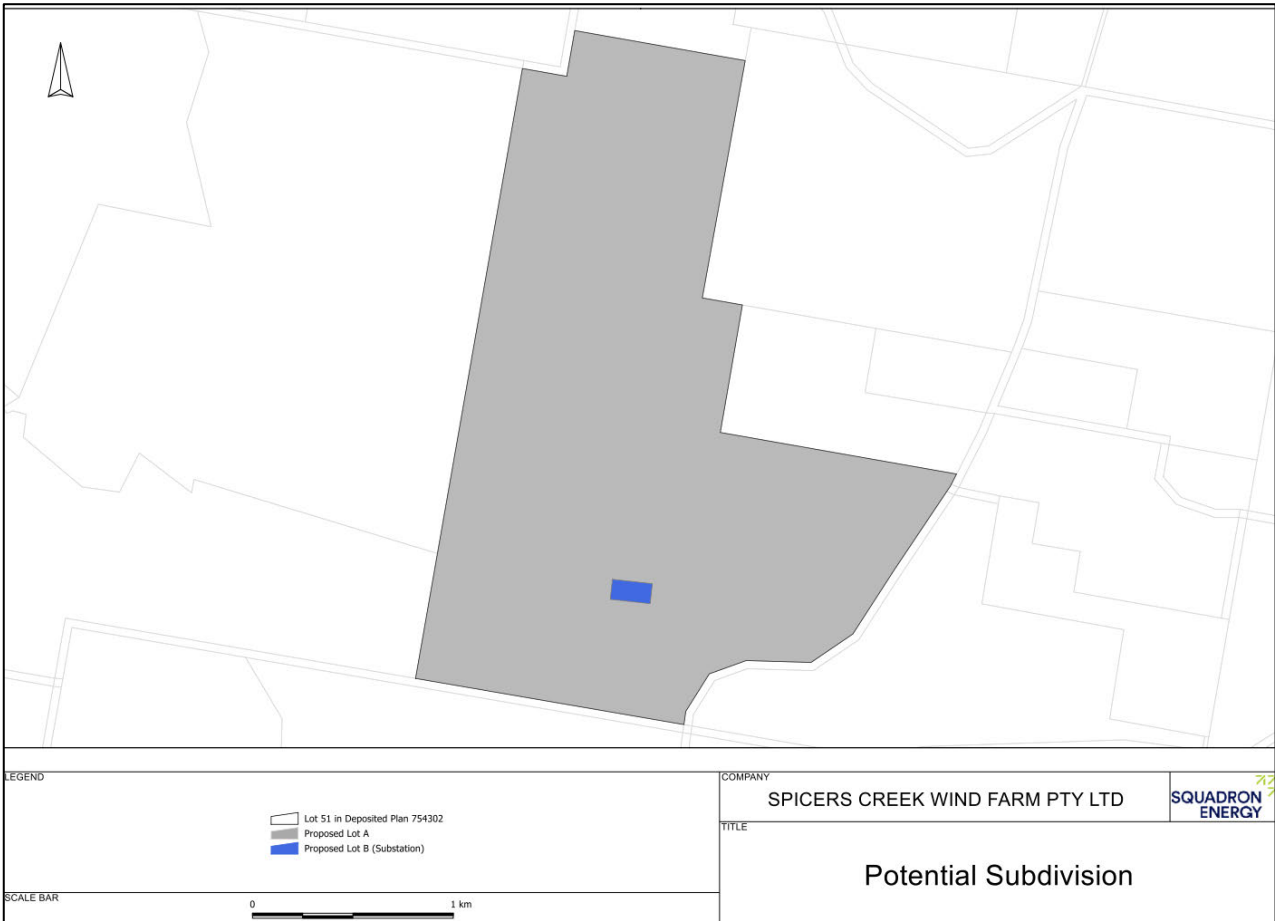 LEGEND
Lot 51 in Deposited Plan 754302
Proposed Lot A
Proposed Lot B (Substation)
SCALE BAR
0 1 km
COMPANY
SPICERS CREEK WIND FARM PTY LTD
SQUADRON
ENERGY
TITLE
Potential Subdivision